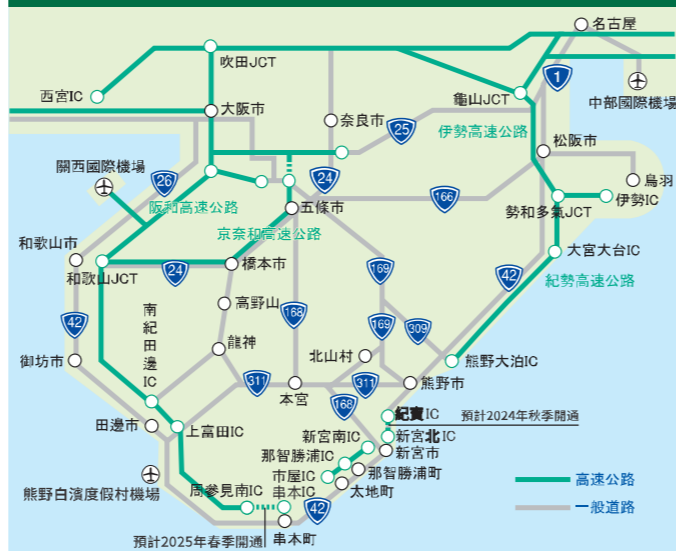 名古屋
吹田JCT
西宮IC
1
龜山JCT
中部國際機場
大阪市
奈良市
25
伊勢高速公路
松阪市
關西國際機場
26
24
166
鳥羽
阪和高速公路
五條市
勢和多氣JCT
伊勢IC
京奈和高速公路
和歌山市
大宮大台IC
和歌山JCT
24
橋本市
169
42
紀勢高速公路
南紀田邊IC
高野山
168
42
169
309
龍神
北山村
御坊市
熊野大泊IC
311
本宮
311
熊野市
168
紀寶IC
預計2024年秋季開通
田邊市
上富田IC
新宮南IC
新宮北IC
新宮市
那智勝浦IC
那智勝浦町
市屋IC
太地町
高速公路
熊野白濱度假村機場
周參見南IC
串本IC
42
一般道路
串本町
預計2025年春季開通